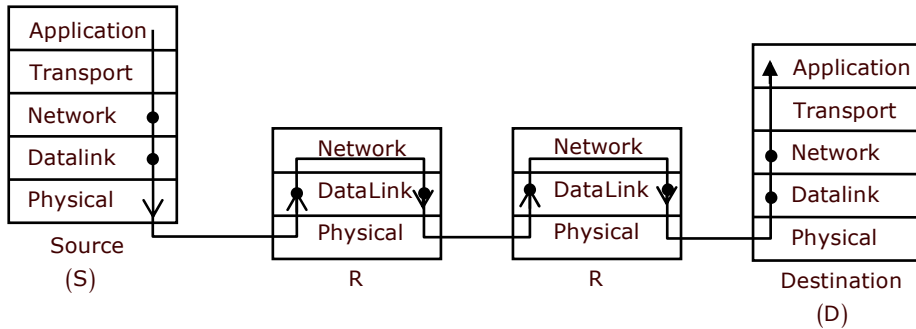 Application
Transport
Network
Datalink
Physical
Source
(S)
Network
DataLink
Physical
R
Network
DataLink
Physical
R
Application
Transport
Network
Datalink
Physical
Destination
(D)